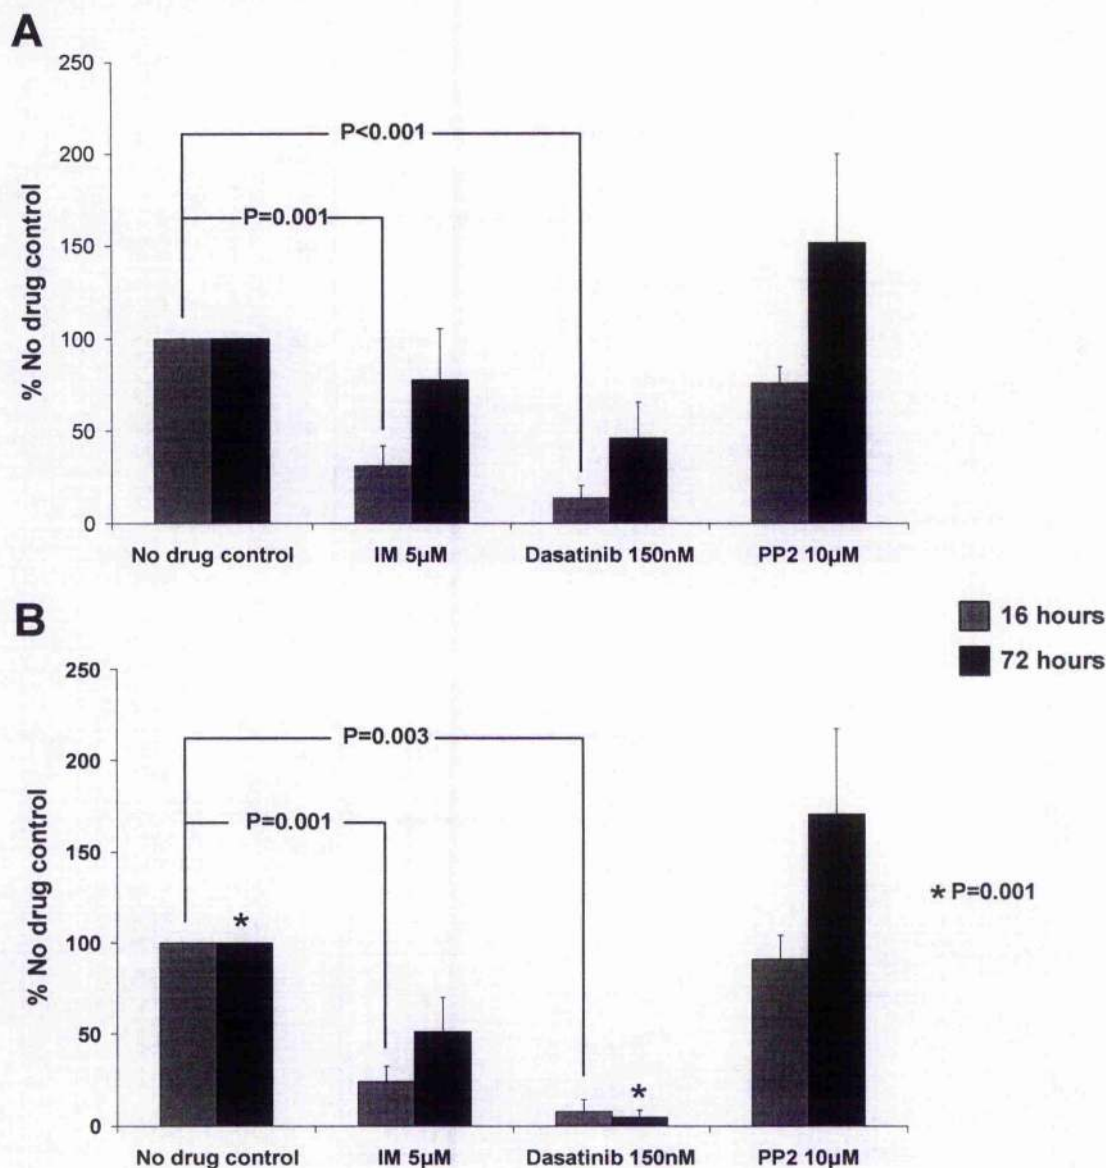 A
250
200
150
100
50
0
% No drug control
P<0.001
P=0.001
No drug control
IM 5µM
Dasatinib 150nM
PP2 10µM
16 hours
72 hours
B
250
200
150
100
50
0
% No drug control
P=0.003
P=0.001
*
*
* P=0.001
No drug control
IM 5µM
Dasatinib 150nM
PP2 10µM